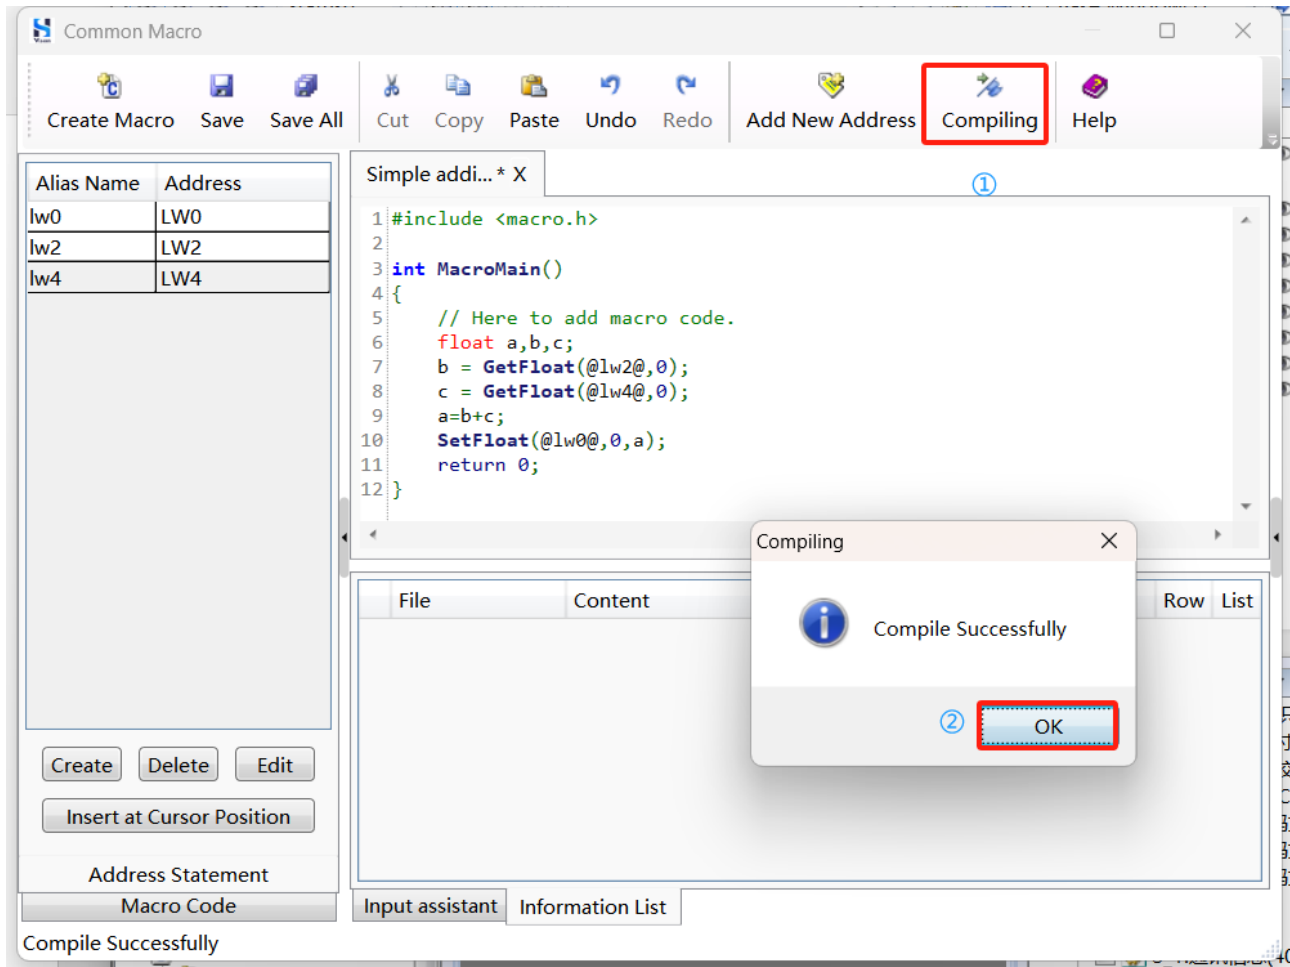 Common Macro
Create Macro Save Save All Cut Copy Paste Undo Redo Add New Address Compiling Help
Alias Name Address
lw0 LW0
lw2 LW2
lw4 LW4
Simple addi...* X
①
1 #include <macro.h>
2
3 int MacroMain()
4 {
5 // Here to add macro code.
6 float a,b,c;
7 b = GetFloat(@lw2@,0);
8 c = GetFloat(@lw4@,0);
9 a=b+c;
10 SetFloat(@lw0@,0,a);
11 return 0;
12 }
File Content Row List
Compiling
Compile Successfully
② OK
Create Delete Edit
Insert at Cursor Position
Address Statement
Macro Code
Input assistant Information List
Compile Successfully